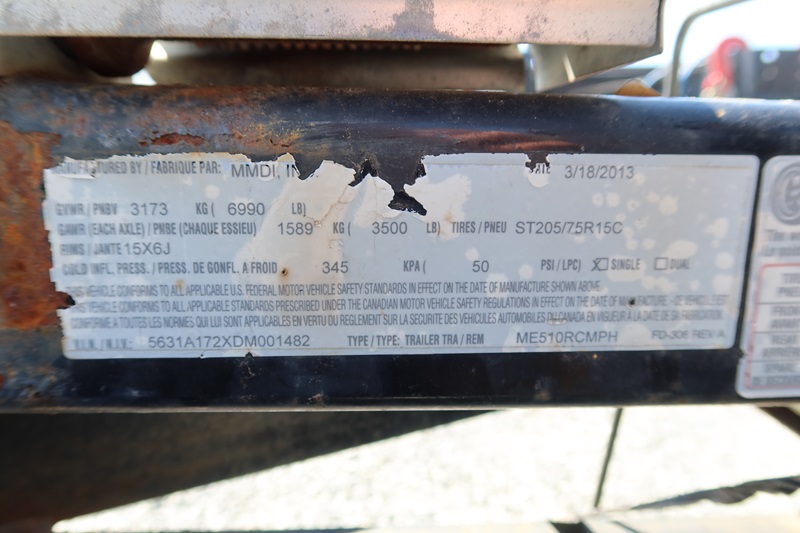 MANUFACTURED BY / FABRIQUE PAR: MMDI, IN DATE 3/18/2013
GVWR / PNBV 3173 KG ( 6990 LB)
GAWR (EACH AXLE) / PNBE (CHAQUE ESSIEU) 1589 KG ( 3500 LB) TIRES / PNEU ST205/75R15C
RIMS / JANTE 15X6J
COLD INFL. PRESS. / PRESS. DE GONFL. A FROID 345 KPA ( 50 PSI / LPC) X SINGLE DUAL
THIS VEHICLE CONFORMS TO ALL APPLICABLE U.S. FEDERAL MOTOR VEHICLE SAFETY STANDARDS IN EFFECT ON THE DATE OF MANUFACTURE SHOWN ABOVE.
THIS VEHICLE CONFORMS TO ALL APPLICABLE STANDARDS PRESCRIBED UNDER THE CANADIAN MOTOR VEHICLE SAFETY REGULATIONS IN EFFECT ON THE DATE OF MANUFACTURE. - CE VEHICULE EST
CONFORME A TOUTES LES NORMES QUI LUI SONT APPLICABLES EN VERTU DU REGLEMENT SUR LA SECURITE DES VEHICULES AUTOMOBILES DU CANADA EN VIGUEUR A LA DATE DE SA FABRICATION.
V.I.N. / N.I.V.: 5631A172XDM001482 TYPE / TYPE: TRAILER TRA / REM ME510RCMPH FD-306 REV A